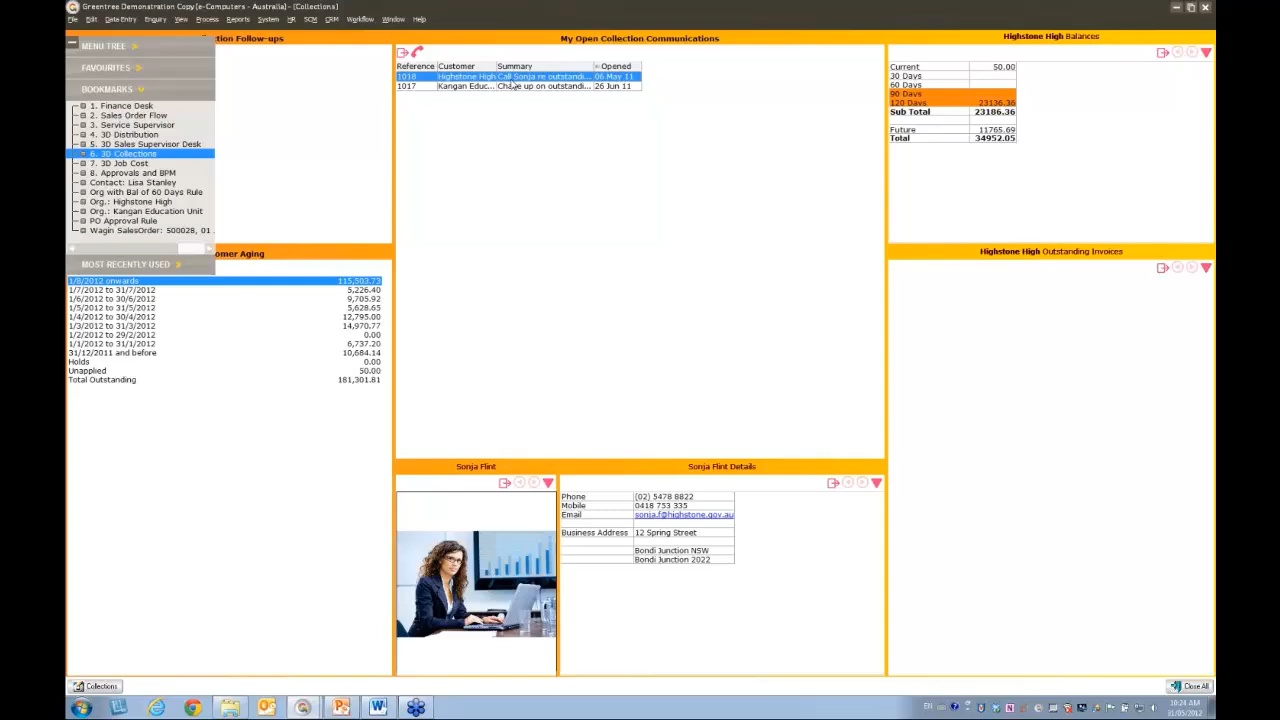 Greentree Demonstration Copy [e-Computers - Australia] - [Collections]
File Edit Data Entry Enquiry View Process Reports System HR SCM CRM Workflow Window Help
MENU TREE
FAVOURITES
BOOKMARKS
1. Finance Desk
2. Sales Order Flow
3. Service Supervisor
4. 3D Distribution
5. 3D Sales Supervisor Desk
6. 3D Collections
7. 3D Job Cost
8. Approvals and BPM
Contact: Lisa Stanley
Org with Bal of 60 Days Rule
Org.: Highstone High
Org.: Kangan Education Unit
PO Approval Rule
Wagin SalesOrder: 500028, 01
MOST RECENTLY USED
Follow-ups
Aging
1/8/2012 onwards 115,503.73
1/7/2012 to 31/7/2012 5,226.40
1/6/2012 to 30/6/2012 9,705.92
1/5/2012 to 31/5/2012 5,628.65
1/4/2012 to 30/4/2012 12,795.00
1/3/2012 to 31/3/2012 14,970.77
1/2/2012 to 29/2/2012 0.00
1/1/2012 to 31/1/2012 6,737.20
31/12/2011 and before 10,684.14
Holds 0.00
Unapplied 50.00
Total Outstanding 181,301.81
My Open Collection Communications
Reference Customer Summary Opened
1018 Highstone High Call Sonja re outstandi... 06 May 11
1017 Kangan Educ... Chase up on outstandi... 26 Jun 11
Sonja Flint
Sonja Flint Details
Phone (02) 5478 8822
Mobile 0418 753 335
Email sonja.f@highstone.gov.au
Business Address 12 Spring Street
Bondi Junction NSW
Bondi Junction 2022
Highstone High Balances
Current 50.00
30 Days
60 Days
90 Days
120 Days 23136.36
Sub Total 23186.36
Future 11765.69
Total 34952.05
Highstone High Outstanding Invoices
Collections
Close All
EN
10:24 AM
31/05/2012